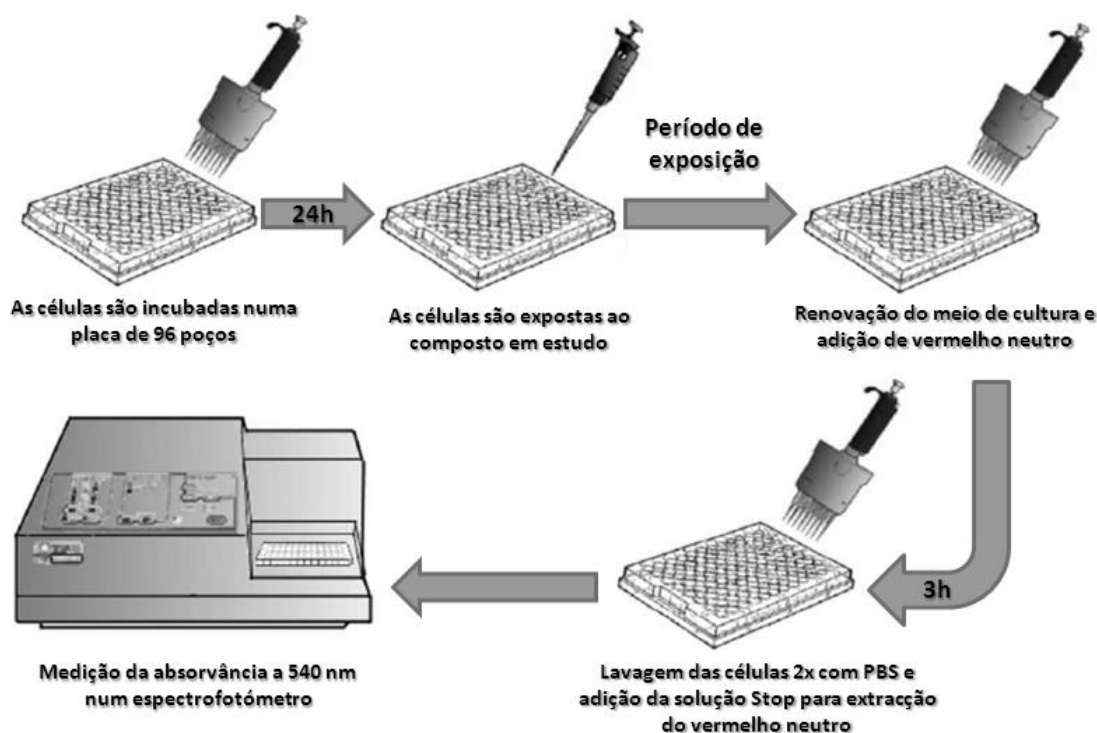 24h
Período de
exposição
As células são incubadas numa
placa de 96 poços
As células são expostas ao
composto em estudo
Renovação do meio de cultura e
adição de vermelho neutro
3h
Lavagem das células 2x com PBS e
adição da solução Stop para extracção
do vermelho neutro
Medição da absorvância a 540 nm
num espectrofotómetro